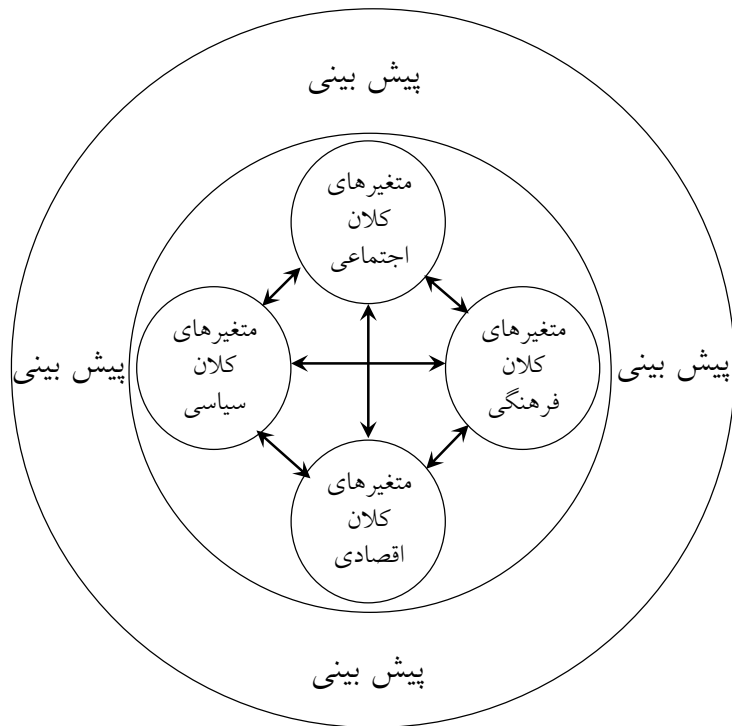 پیش بینی
متغیرهای
کلان
اجتماعی
متغیرهای
کلان
فرهنگی
متغیرهای
کلان
سیاسی
پیش بینی
پیش بینی
متغیرهای
کلان
اقصادی
پیش بینی